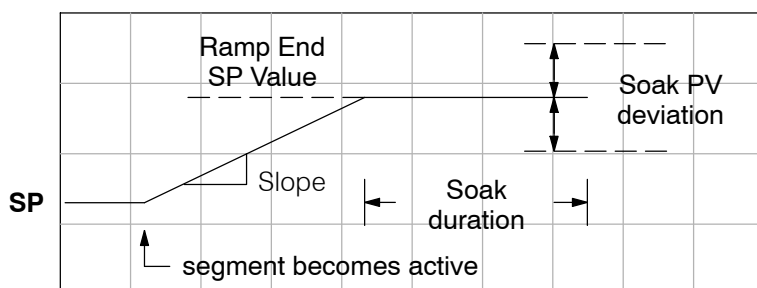 Ramp End
SP Value
Soak PV
deviation
Slope
Soak
duration
SP
segment becomes active